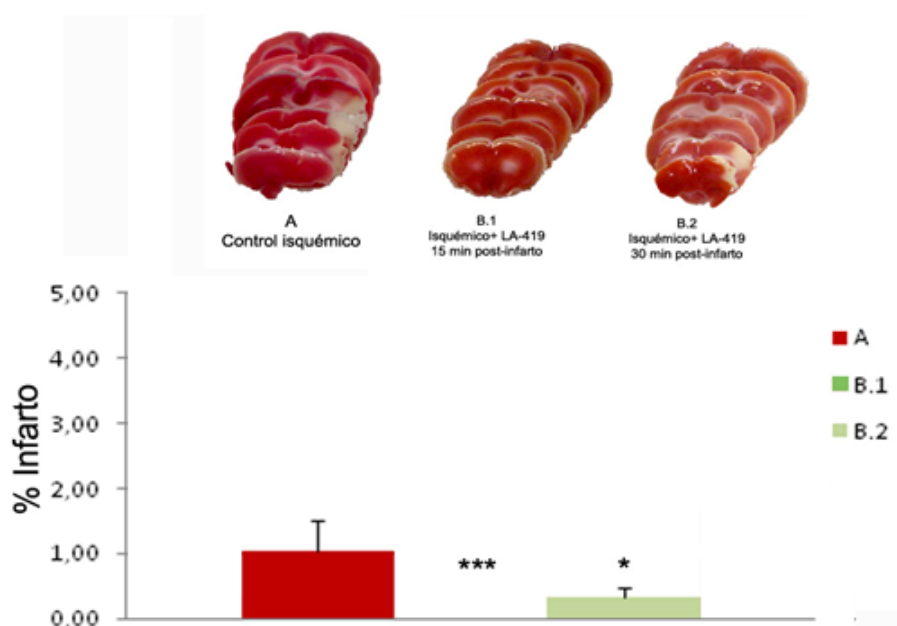 A
Control isquémico
B.1
Isquémico+ LA-419
15 min post-infarto
B.2
Isquémico+ LA-419
30 min post-infarto
5,00
4,00
3,00
2,00
1,00
0,00
% Infarto
***
*
A
B.1
B.2